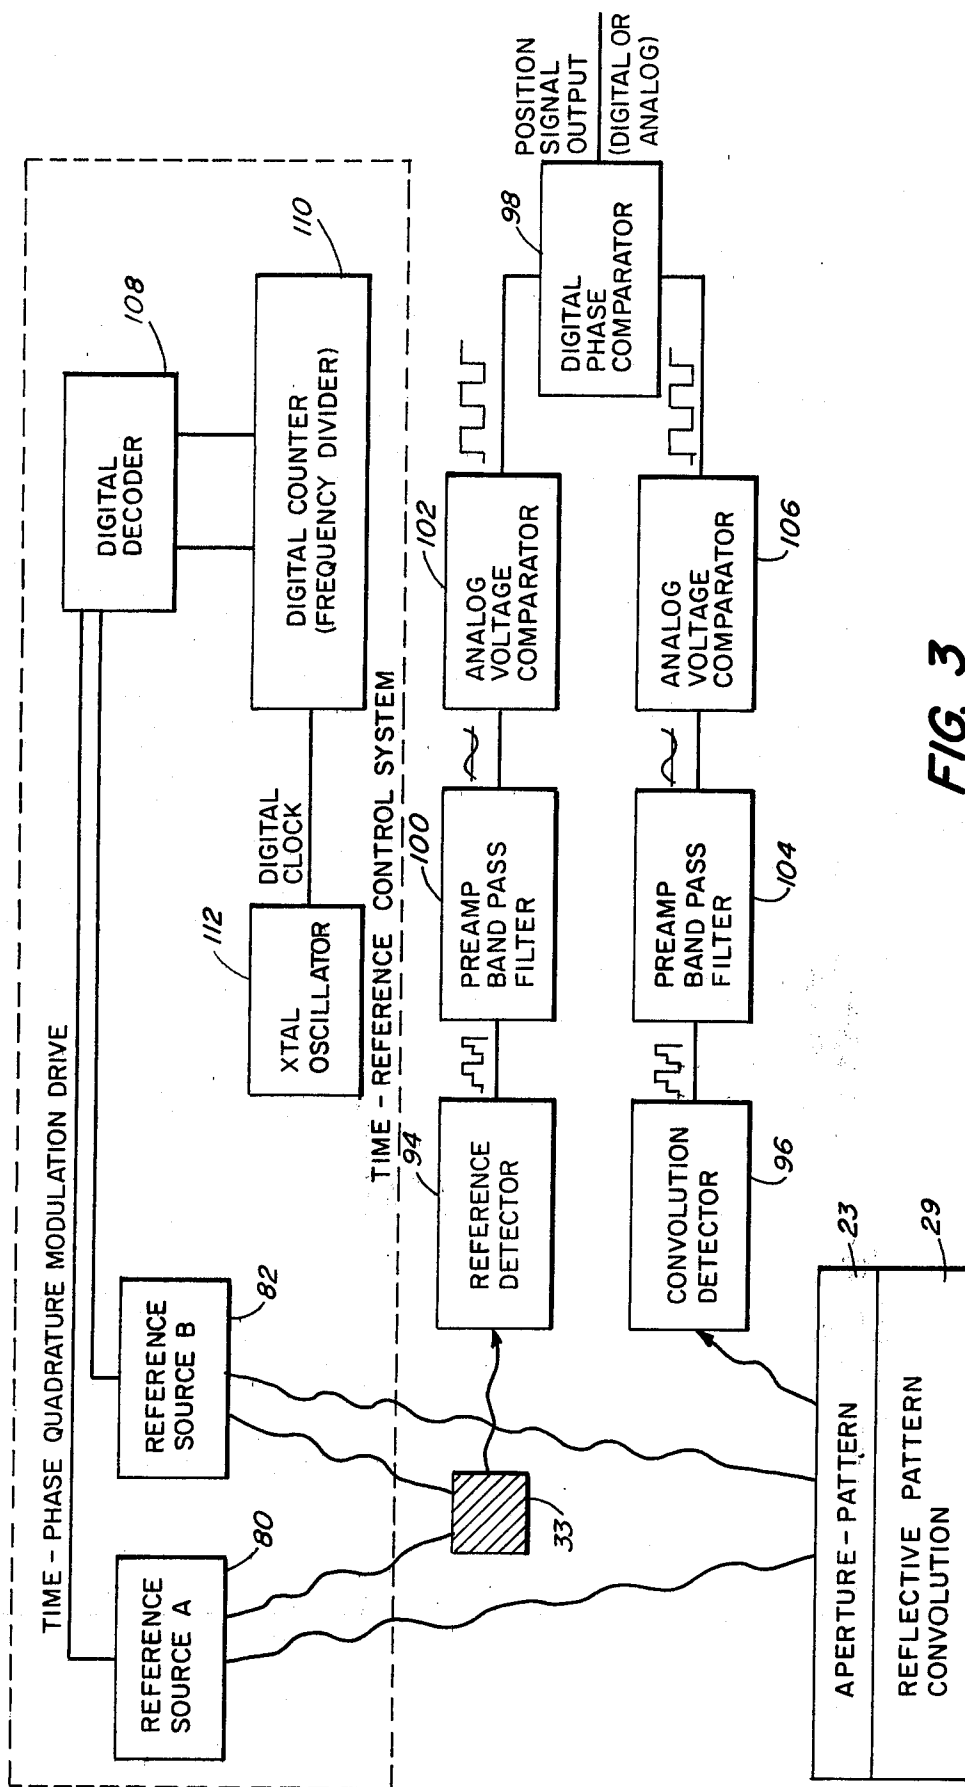 TIME-PHASE QUADRATURE MODULATION DRIVE
REFERENCE
SOURCE A
80
REFERENCE
SOURCE B
82
DIGITAL
DECODER
108
DIGITAL COUNTER
(FREQUENCY DIVIDER)
110
DIGITAL
CLOCK
XTAL
OSCILLATOR
112
TIME-REFERENCE CONTROL SYSTEM
33'
REFERENCE
DETECTOR
94
PREAMP
BAND PASS
FILTER
100
ANALOG
VOLTAGE
COMPARATOR
102
DIGITAL
PHASE
COMPARATOR
98
POSITION
SIGNAL
OUTPUT
(DIGITAL OR
ANALOG)
CONVOLUTION
DETECTOR
96
PREAMP
BAND PASS
FILTER
104
ANALOG
VOLTAGE
COMPARATOR
106
APERTURE-PATTERN
23
REFLECTIVE PATTERN
CONVOLUTION
29
FIG. 3